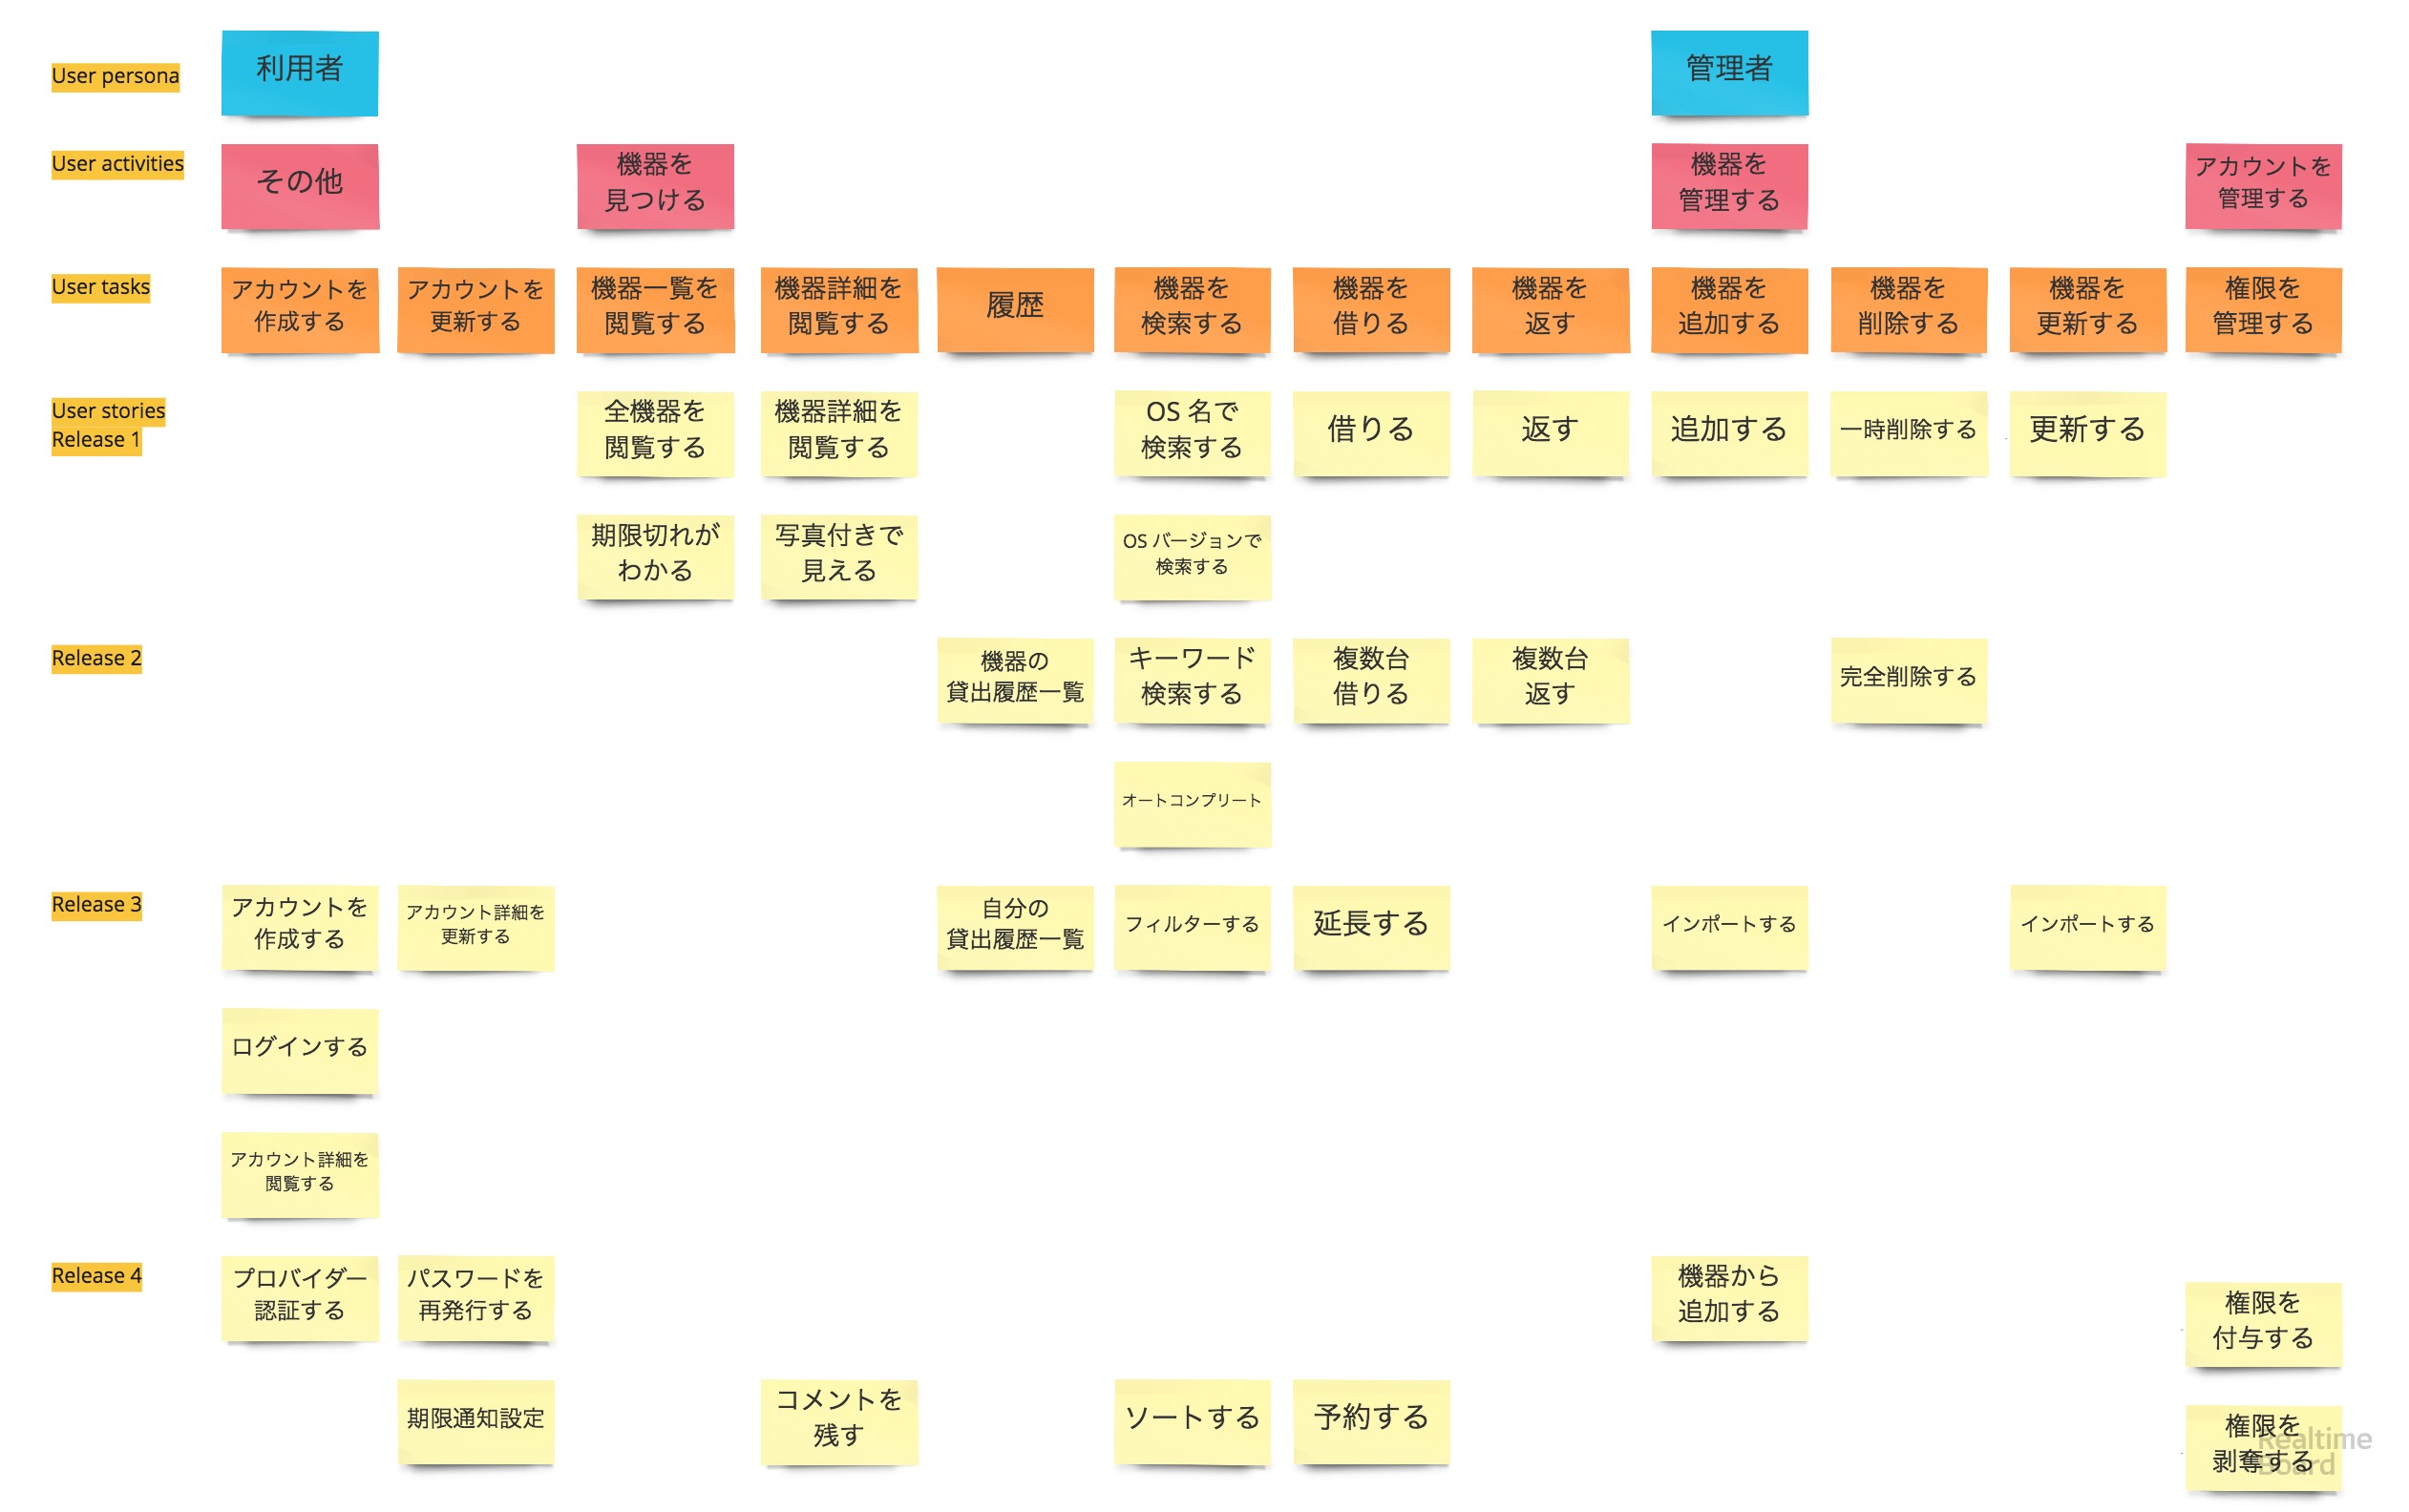 User persona
利用者
管理者
User activities
その他
機器を
見つける
機器を
管理する
アカウントを
管理する
User tasks
アカウントを
作成する
アカウントを
更新する
機器一覧を
閲覧する
機器詳細を
閲覧する
履歴
機器を
検索する
機器を
借りる
機器を
返す
機器を
追加する
機器を
削除する
機器を
更新する
権限を
管理する
User stories
Release 1
全機器を
閲覧する
機器詳細を
閲覧する
OS 名で
検索する
借りる
返す
追加する
一時削除する
更新する
期限切れが
わかる
写真付きで
見える
OS バージョンで
検索する
Release 2
機器の
貸出履歴一覧
キーワード
検索する
複数台
借りる
複数台
返す
完全削除する
オートコンプリート
Release 3
アカウントを
作成する
アカウント詳細を
更新する
自分の
貸出履歴一覧
フィルターする
延長する
インポートする
インポートする
ログインする
アカウント詳細を
閲覧する
Release 4
プロバイダー
認証する
パスワードを
再発行する
機器から
追加する
権限を
付与する
期限通知設定
コメントを
残す
ソートする
予約する
権限を
剥奪する
Realtime
Board